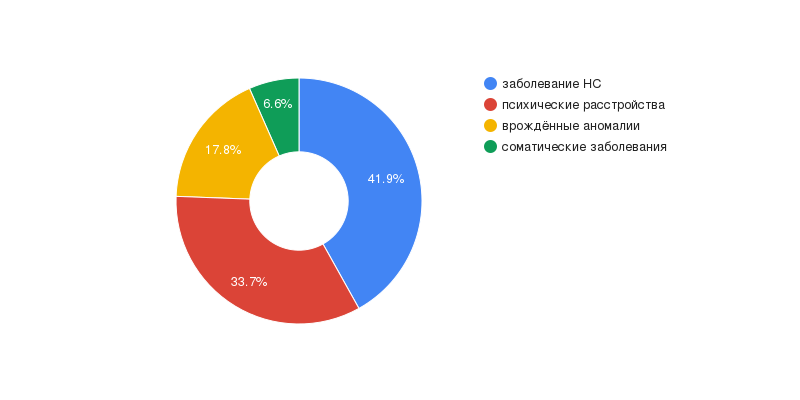 заболевание НС
психические расстройства
врождённые аномалии
соматические заболевания
6.6%
17.8%
41.9%
33.7%